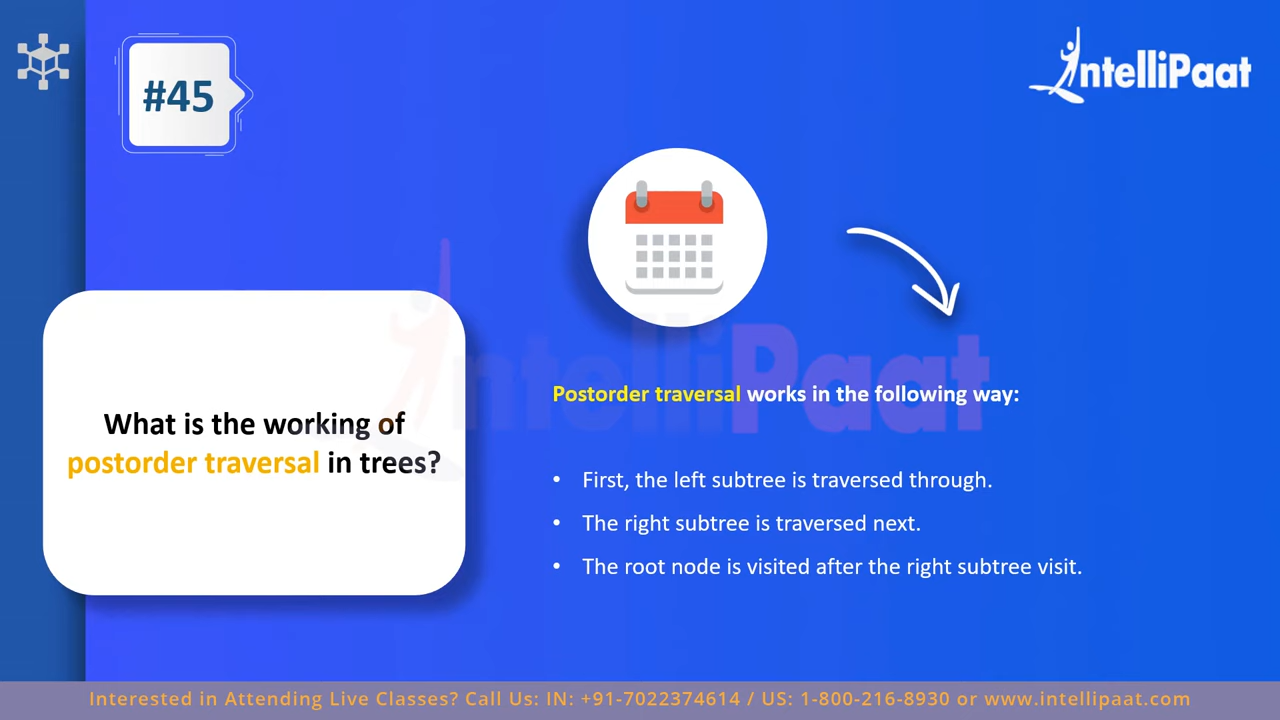 #45
IntelliPaat
What is the working of
postorder traversal in trees?
IntelliPaat
Postorder traversal works in the following way:
• First, the left subtree is traversed through.
• The right subtree is traversed next.
• The root node is visited after the right subtree visit.
Interested in Attending Live Classes? Call Us: IN: +91-7022374614 / US: 1-800-216-8930 or www.intellipaat.com